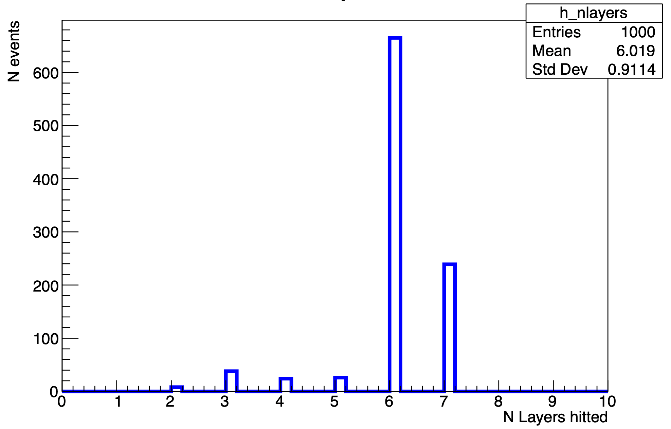 h_nlayers
Entries 1000
Mean 6.019
Std Dev 0.9114
N events
600
500
400
300
200
100
0
0 1 2 3 4 5 6 7 8 9 10
N Layers hitted